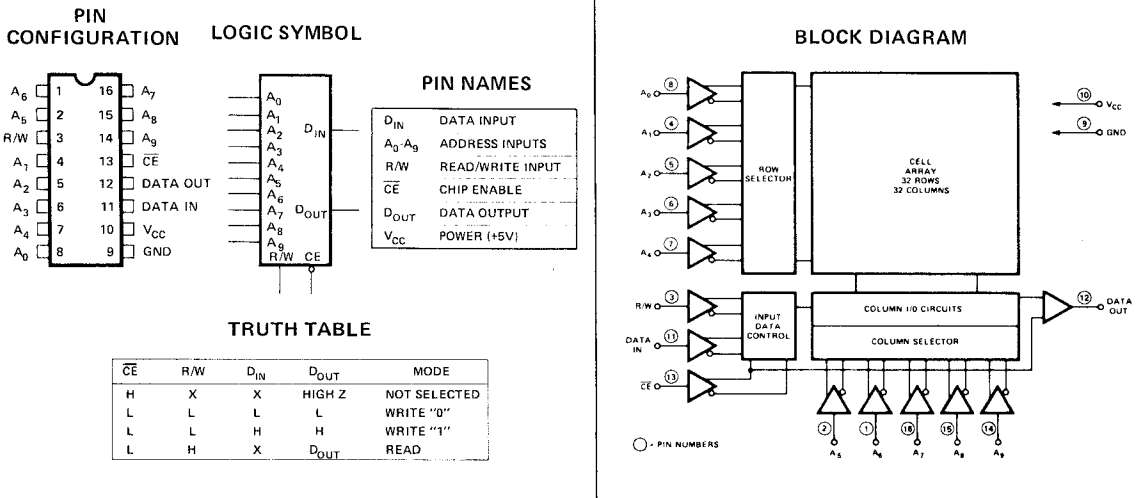 PIN
CONFIGURATION
A6 1 16 A7
A5 2 15 A8
R/W 3 14 A9
A1 4 13 CE
A2 5 12 DATA OUT
A3 6 11 DATA IN
A4 7 10 VCC
A0 8 9 GND
LOGIC SYMBOL
A0
A1
A2
A3
A4
A5
A6
A7
A8
A9
DIN
DOUT
R/W CE
PIN NAMES
DIN DATA INPUT
A0-A9 ADDRESS INPUTS
R/W READ/WRITE INPUT
CE CHIP ENABLE
DOUT DATA OUTPUT
VCC POWER (+5V)
TRUTH TABLE
CE R/W DIN DOUT MODE
H X X HIGH Z NOT SELECTED
L L L L WRITE "0"
L L H H WRITE "1"
L H X DOUT READ
BLOCK DIAGRAM
A0 8
A1 4
A2 5
A3 6
A4 7
ROW
SELECTOR
CELL
ARRAY
32 ROWS
32 COLUMNS
10 VCC
9 GND
R/W 3
DATA
IN 11
CE 13
INPUT
DATA
CONTROL
COLUMN I/O CIRCUITS
COLUMN SELECTOR
12 DATA
OUT
2 1 16 15 14
A5 A6 A7 A8 A9
- PIN NUMBERS